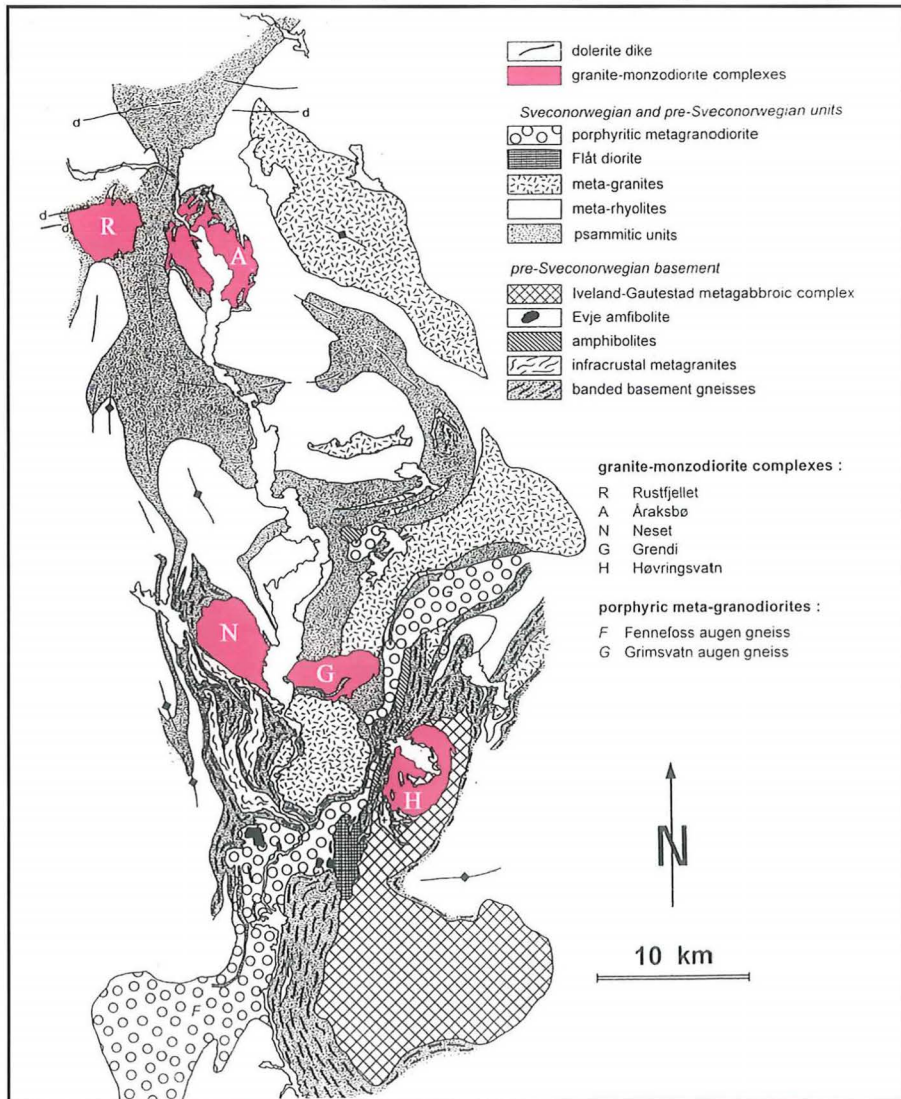 dolerite dike
granite-monzodiorite complexes
Sveconorwegian and pre-Sveconorwegian units
porphyritic metagranodiorite
Flåt diorite
meta-granites
meta-rhyolites
psammitic units
pre-Sveconorwegian basement
Iveland-Gautestad metagabbroic complex
Evje amfibolite
amphibolites
infracrustal metagranites
banded basement gneisses
d
d
d
d
R
A
granite-monzodiorite complexes :
R Rustfjellet
A Åraksbø
N Neset
G Grendi
H Høvringsvatn
porphyric meta-granodiorites :
F Fennefoss augen gneiss
G Grimsvatn augen gneiss
G
N
G
H
N
10 km
F